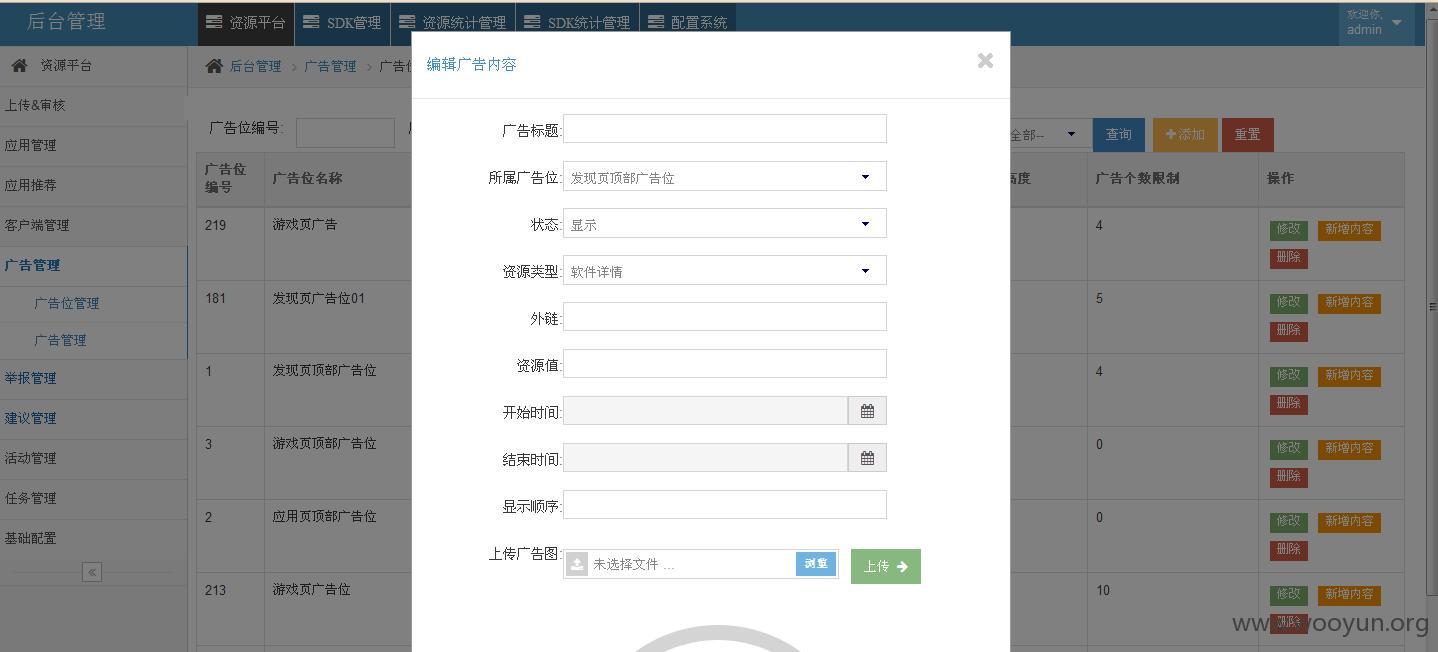 后台管理
资源平台
SDK管理
资源统计管理
SDK统计管理
配置系统
欢迎你,
admin
资源平台
上传&审核
应用管理
应用推荐
客户端管理
广告管理
广告位管理
广告管理
举报管理
建议管理
活动管理
任务管理
基础配置
后台管理 > 广告管理 > 广告位
广告位编号:
全部--
查询
添加
重置
广告位编号
广告位名称
高度
广告个数限制
操作
219
游戏页广告
4
修改
新增内容
删除
181
发现页广告位01
5
修改
新增内容
删除
1
发现页顶部广告位
4
修改
新增内容
删除
3
游戏页顶部广告位
0
修改
新增内容
删除
2
应用页顶部广告位
0
修改
新增内容
删除
213
游戏页广告位
10
修改
新增内容
删除
编辑广告内容
广告标题:
所属广告位: 发现页顶部广告位
状态: 显示
资源类型: 软件详情
外链:
资源值:
开始时间:
结束时间:
显示顺序:
上传广告图: 未选择文件 ... 浏览
上传
www.wooyun.org